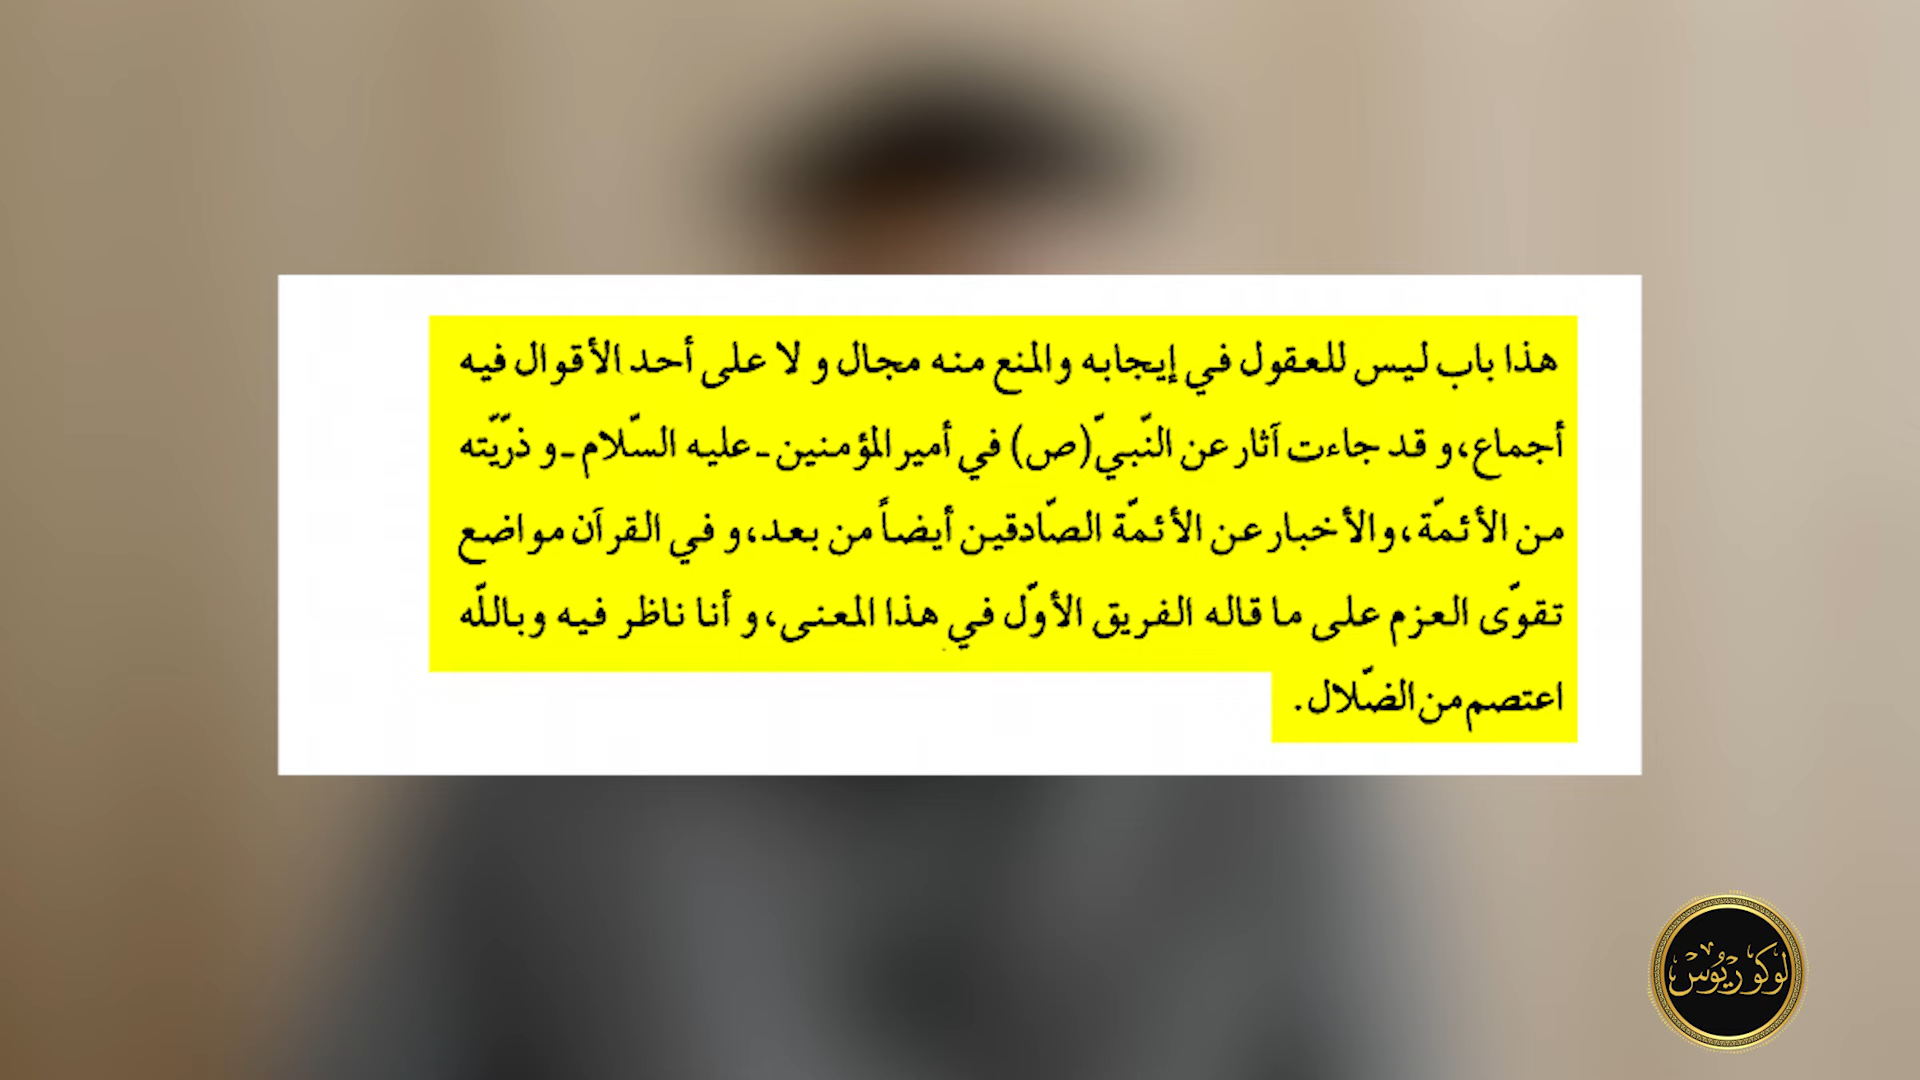 هذا باب ليس للعقول في إيجابه والمنع منه مجال و لا على أحد الأقوال فيه
أجماع، و قد جاءت آثار عن النّبيّ (ص) في أمير المؤمنين ـ عليه السّلام ـ و ذرّيّته
من الأئمّة، والأخبار عن الأئمّة الصّادقين أيضاً من بعد، و في القرآن مواضع
تقوّى العزم على ما قاله الفريق الأوّل في هذا المعنى، و أنا ناظر فيه وباللّه
اعتصم من الضّلال.
لوكوريوس